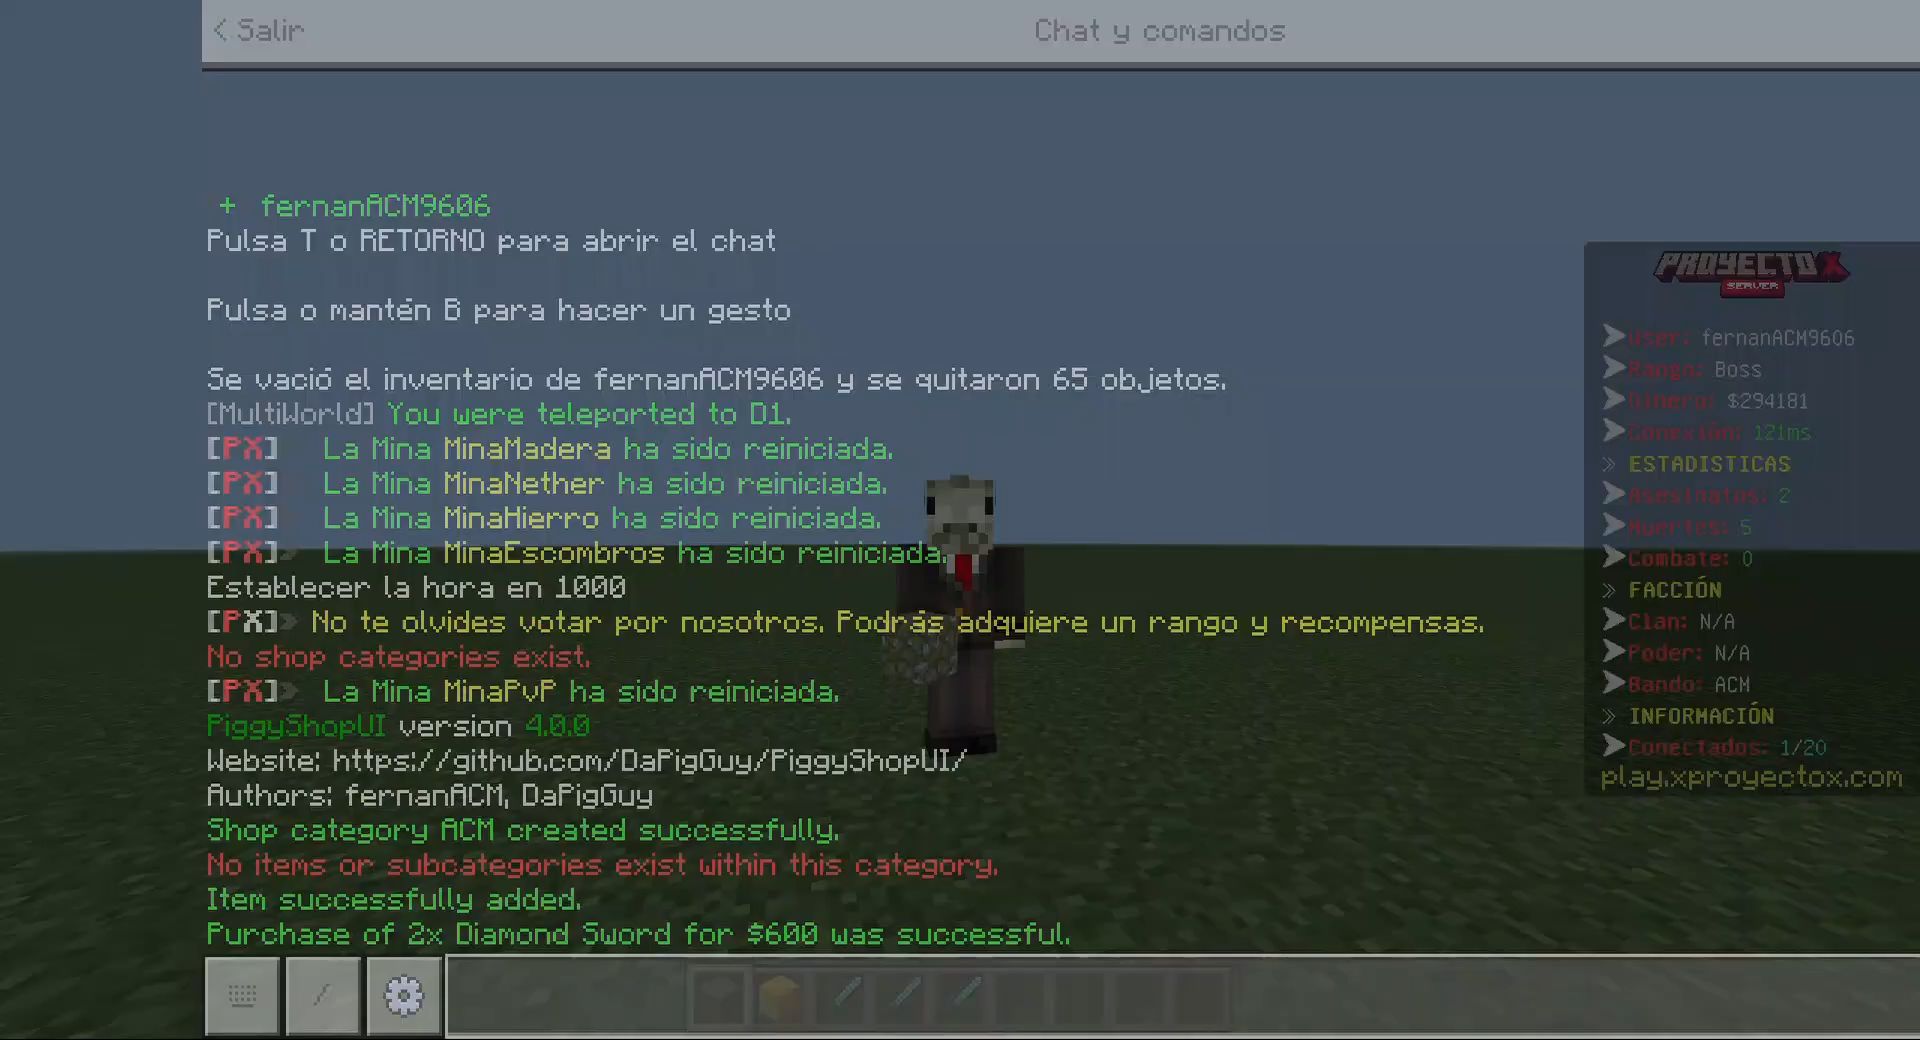 < Salir
Chat y comandos
+ fernanACM9606
Pulsa T o RETORNO para abrir el chat
Pulsa o mantén B para hacer un gesto
Se vació el inventario de fernanACM9606 y se quitaron 65 objetos.
[MultiWorld] You were teleported to D1.
[PX] La Mina MinaMadera ha sido reiniciada.
[PX] La Mina MinaNether ha sido reiniciada.
[PX] La Mina MinaHierro ha sido reiniciada.
[PX] La Mina MinaEscombros ha sido reiniciada.
Establecer la hora en 1000
[PX] No te olvides votar por nosotros. Podrás adquiere un rango y recompensas.
No shop categories exist.
[PX] La Mina MinaPvP ha sido reiniciada.
PiggyShopUI version 4.0.0
Website: https://github.com/DaPigGuy/PiggyShopUI/
Authors: fernanACM, DaPigGuy
Shop category ACM created successfully.
No items or subcategories exist within this category.
Item successfully added.
Purchase of 2x Diamond Sword for $600 was successful.
/
PROYECTO X
SERVER
User: fernanACM9606
Rango: Boss
Dinero: $294181
Conexión: 121ms
» ESTADISTICAS
Asesinatos: 2
Muertes: 5
Combate: 0
» FACCIÓN
Clan: N/A
Poder: N/A
Bando: ACM
» INFORMACIÓN
Conectados: 1/20
play.xproyectox.com